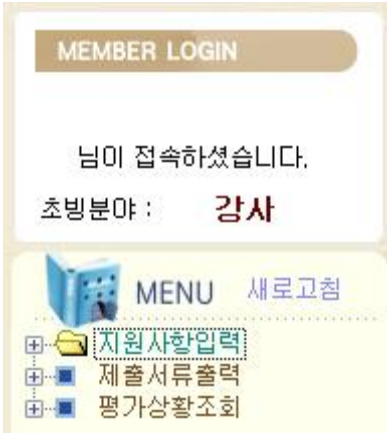 MEMBER LOGIN
님이 접속하셨습니다.
초빙분야 : 강사
MENU 새로고침
지원사항입력
제출서류출력
평가상황조회